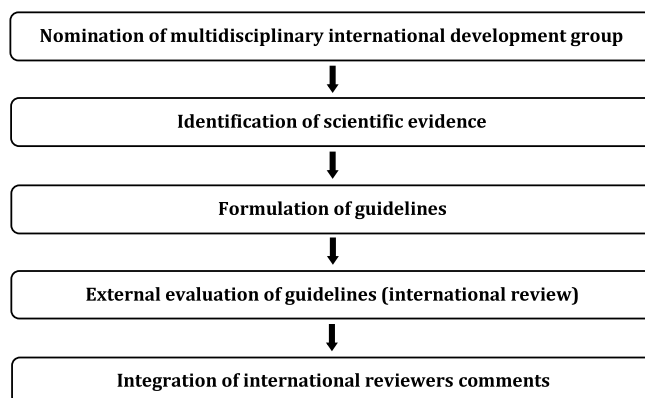 Nomination of multidisciplinary international development group
Identification of scientific evidence
Formulation of guidelines
External evaluation of guidelines (international review)
Integration of international reviewers comments